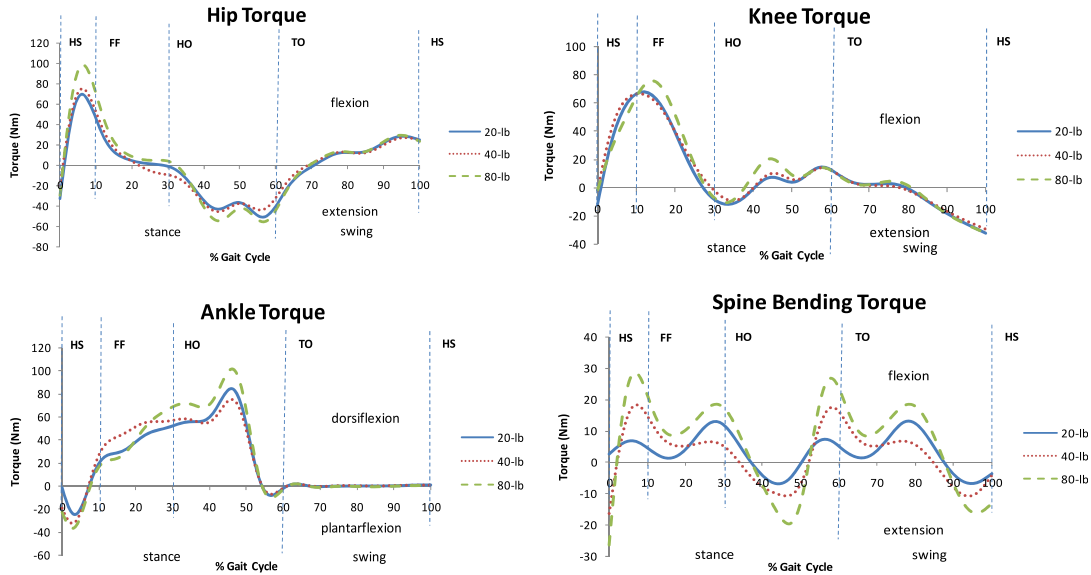 Hip Torque
HS FF HO TO HS
120
100
80
60
40
20
0
-20
-40
-60
-80
Torque (Nm)
flexion
extension
stance swing
0 10 20 30 40 50 60 70 80 90 100
% Gait Cycle
20-lb
40-lb
80-lb
Knee Torque
HS FF HO TO HS
100
80
60
40
20
0
-20
-40
Torque (Nm)
flexion
0 10 20 30 40 50 60 70 80 90 100
extension
stance swing
% Gait Cycle
20-lb
40-lb
80-lb
Ankle Torque
HS FF HO TO HS
120
100
80
60
40
20
0
-20
-40
-60
Torque (Nm)
dorsiflexion
0 10 20 30 40 50 60 70 80 90 100
plantarflexion
stance swing
% Gait Cycle
20-lb
40-lb
80-lb
Spine Bending Torque
HS FF HO TO HS
40
30
20
10
0
-10
-20
-30
Torque (Nm)
flexion
0 10 20 30 40 50 60 70 80 90 100
extension
stance swing
% Gait Cycle
20-lb
40-lb
80-lb